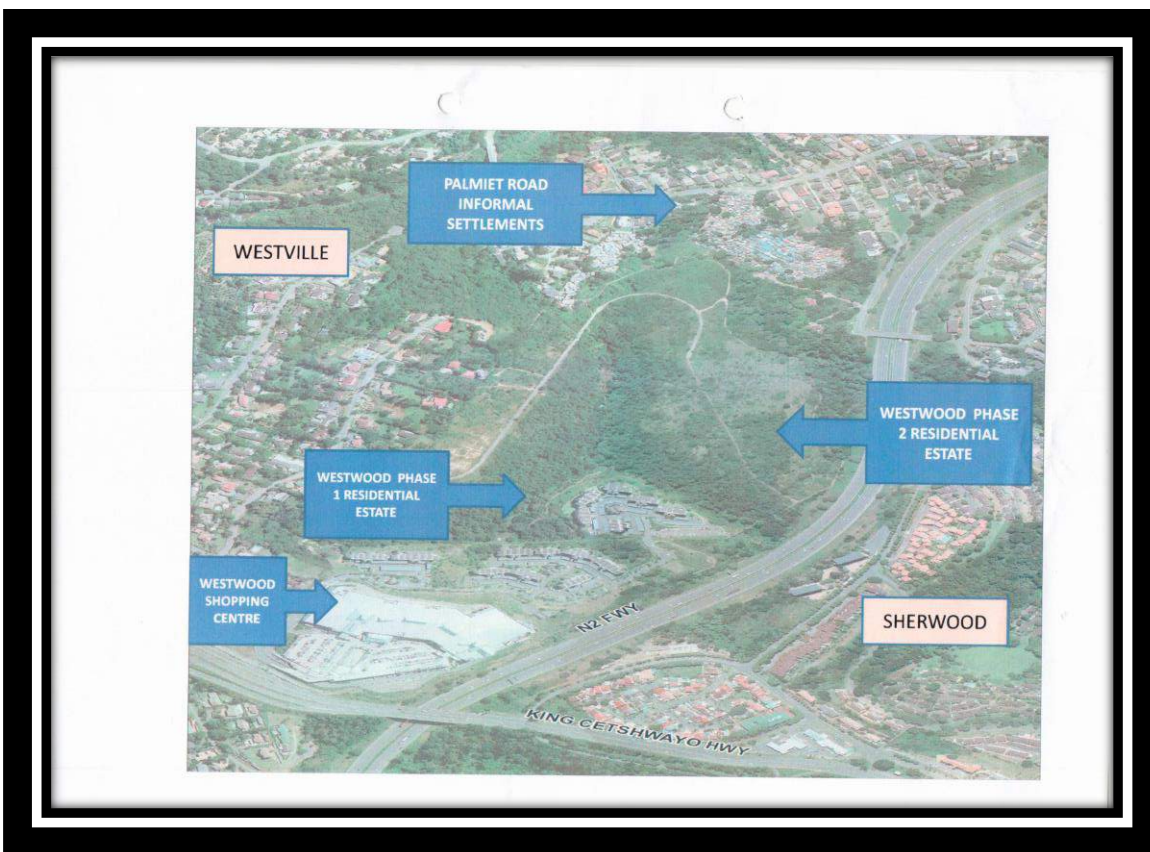 PALMIET ROAD
INFORMAL
SETTLEMENTS
WESTVILLE
WESTWOOD PHASE
2 RESIDENTIAL
ESTATE
WESTWOOD PHASE
1 RESIDENTIAL
ESTATE
WESTWOOD
SHOPPING
CENTRE
N2 FWY
SHERWOOD
KING CETSHWAYO HWY